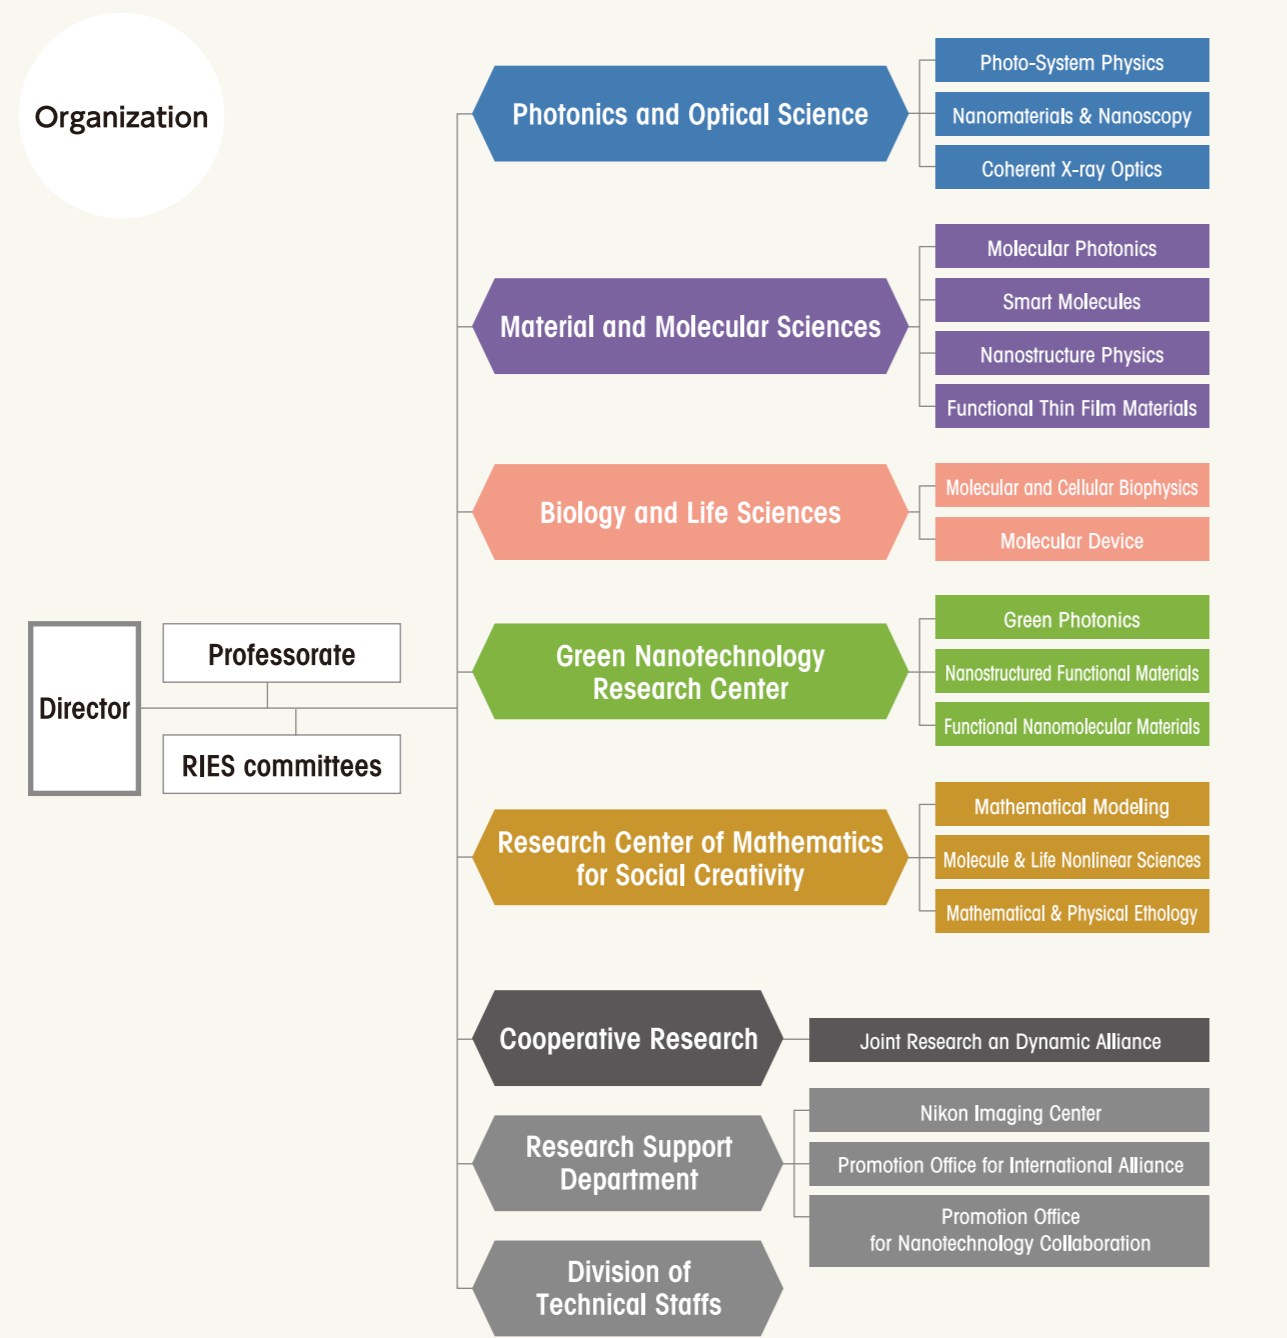 Organization
Director
Professorate
RIES committees
Photonics and Optical Science
Photo-System Physics
Nanomaterials & Nanoscopy
Coherent X-ray Optics
Material and Molecular Sciences
Molecular Photonics
Smart Molecules
Nanostructure Physics
Functional Thin Film Materials
Biology and Life Sciences
Molecular and Cellular Biophysics
Molecular Device
Green Nanotechnology
Research Center
Green Photonics
Nanostructured Functional Materials
Functional Nanomolecular Materials
Research Center of Mathematics
for Social Creativity
Mathematical Modeling
Molecule & Life Nonlinear Sciences
Mathematical & Physical Ethology
Cooperative Research
Joint Research an Dynamic Alliance
Research Support
Department
Nikon Imaging Center
Promotion Office for International Alliance
Promotion Office
for Nanotechnology Collaboration
Division of
Technical Staffs